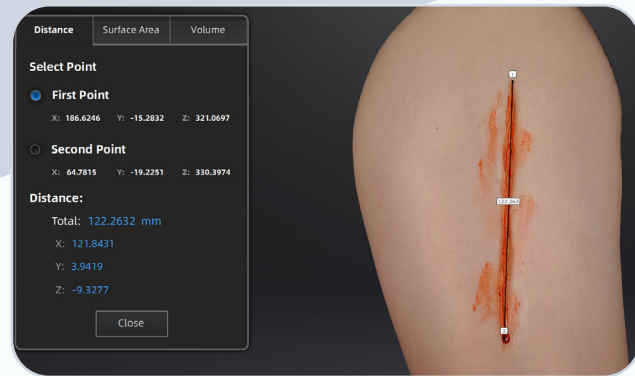 Distance Surface Area Volume
Select Point
First Point
X: 186.6246 Y: -15.2832 Z: 321.0697
Second Point
X: 64.7815 Y: -19.2251 Z: 330.3974
Distance:
Total: 122.2632 mm
X: 121.8431
Y: 3.9419
Z: -9.3277
Close
1
122.263
2